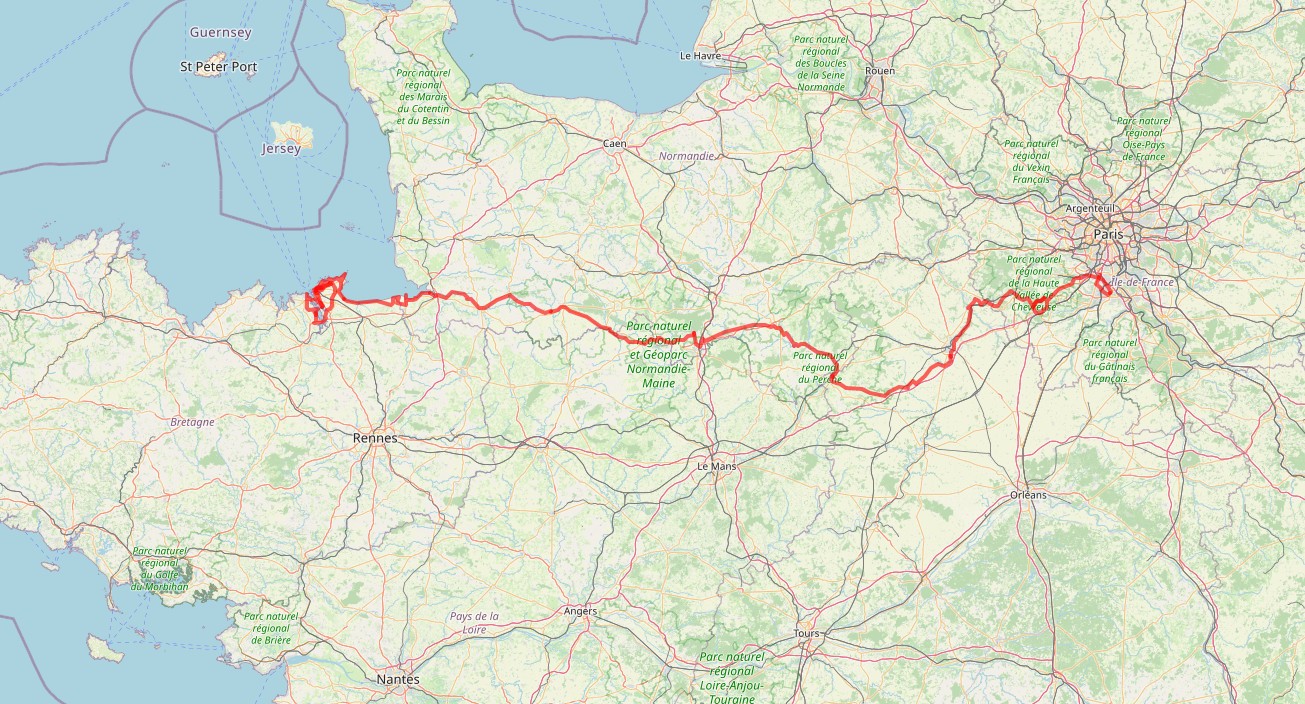 Guernsey
St Peter Port
Jersey
Le Havre
Rouen
Parc naturel
régional
des Boucles
de la Seine
Normande
Parc naturel
régional
des Marais
du Cotentin
et du Bessin
Caen
Normandie
Parc naturel
régional
Oise-Pays
de France
Parc naturel
régional
du Vexin
Français
Argenteuil
Paris
Parc naturel
régional
de la Haute
Vallée de
Chevreuse
Île-de-France
Parc naturel
régional
et Géoparc
Normandie-
Maine
Parc naturel
régional
du Perche
Parc naturel
régional
du Gâtinais
français
Bretagne
Rennes
Le Mans
Orléans
Parc naturel
régional
du Golfe
du Morbihan
Parc naturel
régional
de Brière
Pays de la
Loire
Angers
Tours
Nantes
Parc naturel
régional
Loire-Anjou-
Touraine